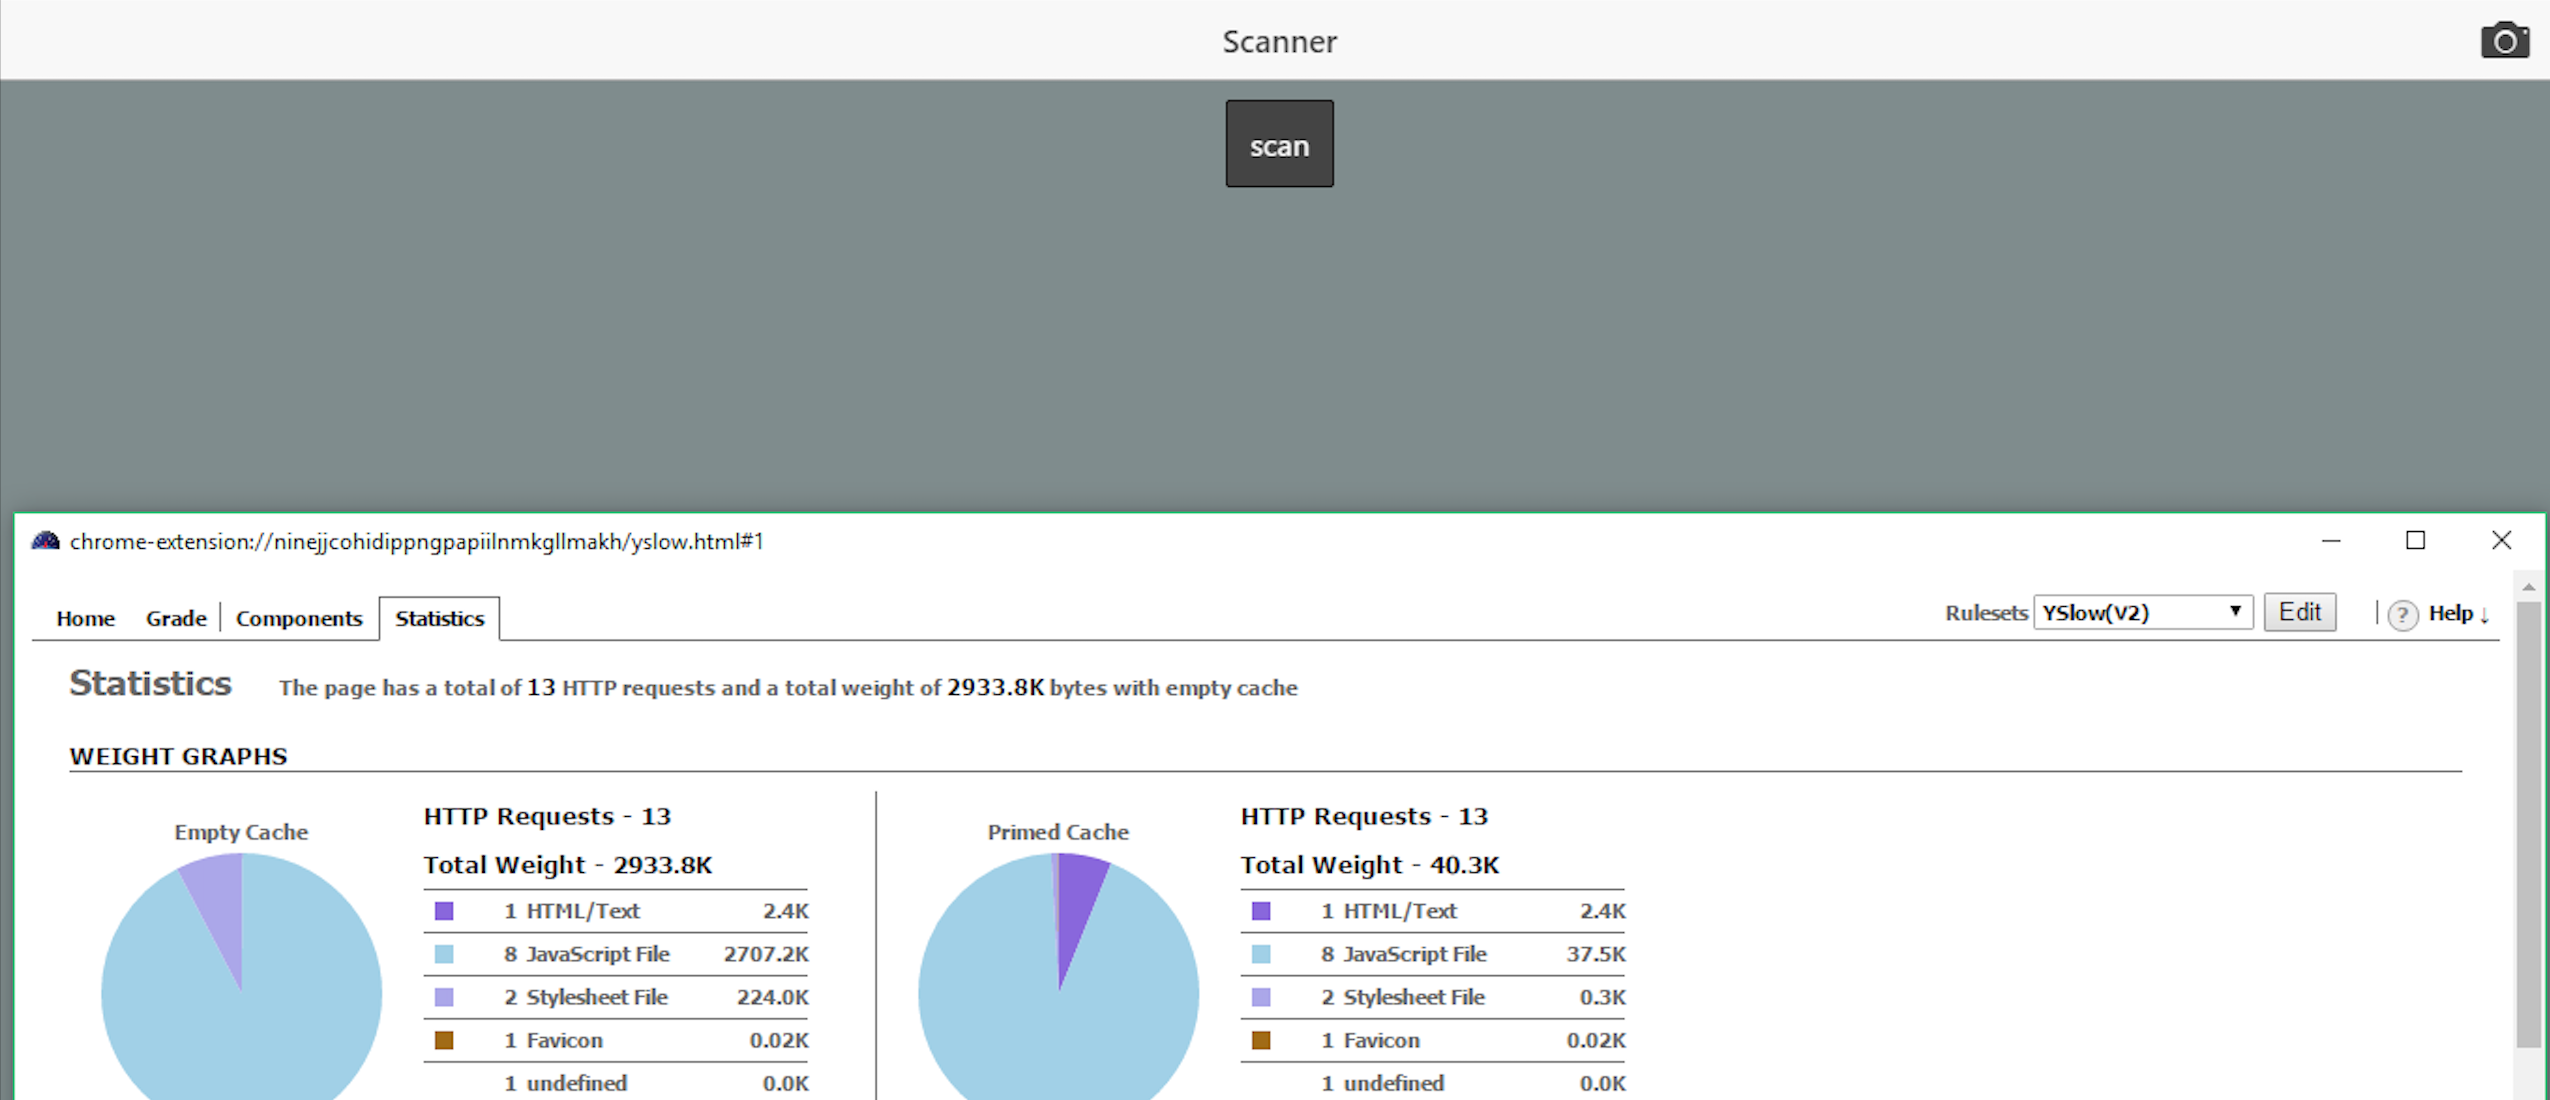 Scanner
scan
chrome-extension://ninejjcohidippngpapiilnmkgllmakh/yslow.html#1
Home Grade Components Statistics Rulesets YSlow(V2) Edit ? Help ↓
Statistics The page has a total of 13 HTTP requests and a total weight of 2933.8K bytes with empty cache
WEIGHT GRAPHS
Empty Cache
HTTP Requests - 13
Total Weight - 2933.8K
1 HTML/Text 2.4K
8 JavaScript File 2707.2K
2 Stylesheet File 224.0K
1 Favicon 0.02K
1 undefined 0.0K
Primed Cache
HTTP Requests - 13
Total Weight - 40.3K
1 HTML/Text 2.4K
8 JavaScript File 37.5K
2 Stylesheet File 0.3K
1 Favicon 0.02K
1 undefined 0.0K